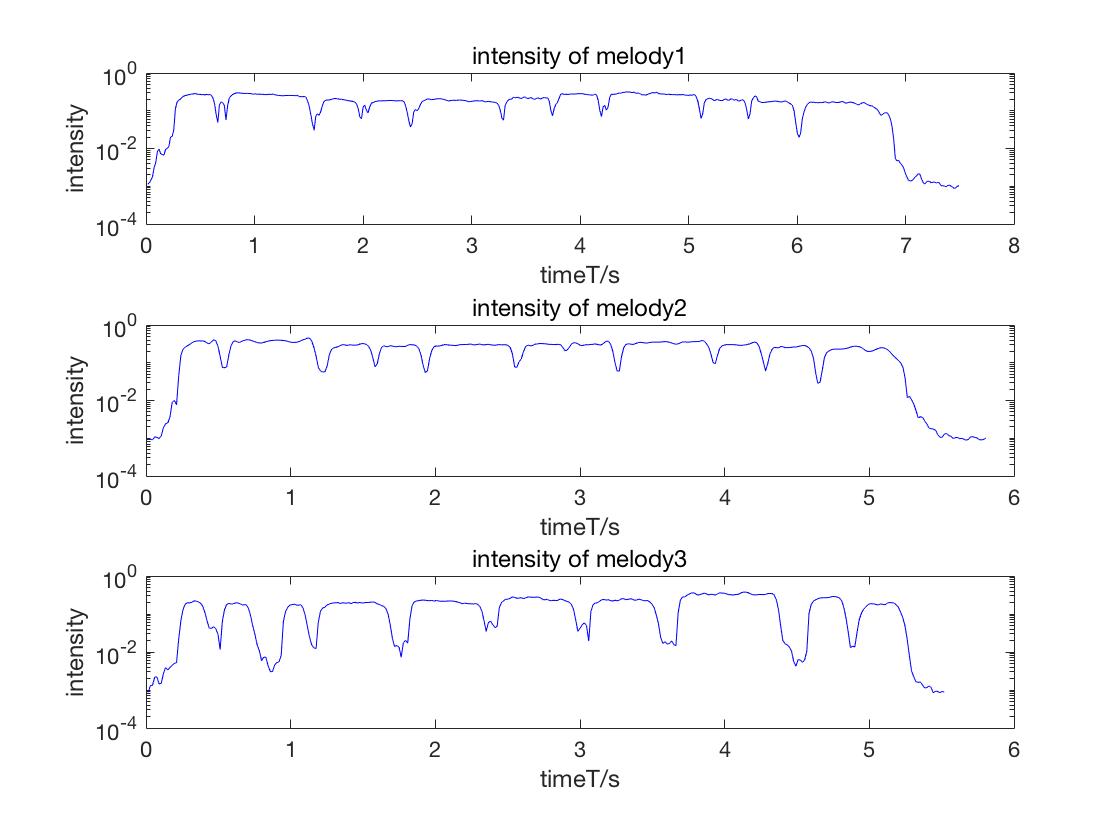 intensity of melody1
10^0
10^-2
10^-4
intensity
0 1 2 3 4 5 6 7 8
timeT/s
intensity of melody2
10^0
10^-2
10^-4
intensity
0 1 2 3 4 5 6
timeT/s
intensity of melody3
10^0
10^-2
10^-4
intensity
0 1 2 3 4 5 6
timeT/s